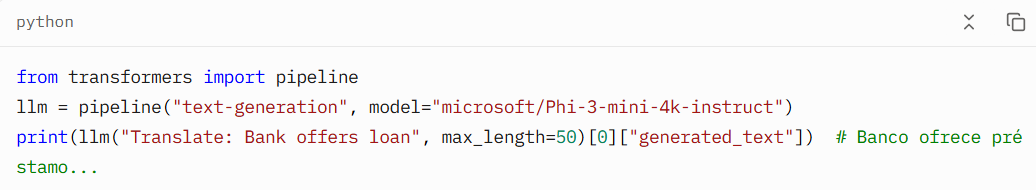 python
from transformers import pipeline
llm = pipeline("text-generation", model="microsoft/Phi-3-mini-4k-instruct")
print(llm("Translate: Bank offers loan", max_length=50)[0]["generated_text"])  # Banco ofrece pré
stamo...